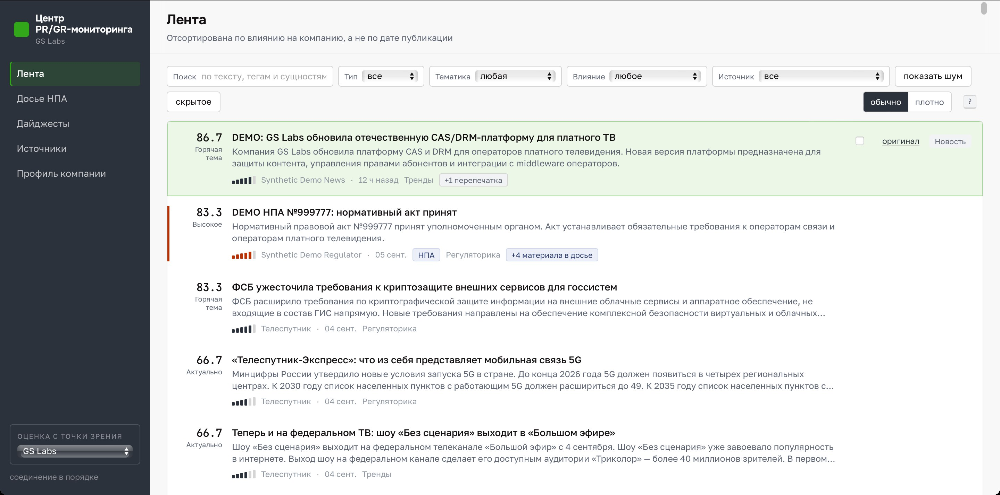 Центр
PR/GR-мониторинга
GS Labs
Лента
Досье НПА
Дайджесты
Источники
Профиль компании
ОЦЕНКА С ТОЧКИ ЗРЕНИЯ
GS Labs
соединение в порядке
Лента
Отсортирована по влиянию на компанию, а не по дате публикации
Поиск по тексту, тегам и сущностям Тип все Тематика любая Влияние любое Источник все показать шум
скрытое обычно плотно ?
86.7 DEMO: GS Labs обновила отечественную CAS/DRM-платформу для платного ТВ оригинал Новость
Горячая тема
Компания GS Labs обновила платформу CAS и DRM для операторов платного телевидения. Новая версия платформы предназначена для
защиты контента, управления правами абонентов и интеграции с middleware операторов.
Synthetic Demo News · 12 ч назад Тренды +1 перепечатка
83.3 DEMO НПА №999777: нормативный акт принят
Высокое
Нормативный правовой акт №999777 принят уполномоченным органом. Акт устанавливает обязательные требования к операторам связи и
операторам платного телевидения.
Synthetic Demo Regulator · 05 сент. НПА Регуляторика +4 материала в досье
83.3 ФСБ ужесточила требования к криптозащите внешних сервисов для госсистем
Горячая тема
ФСБ расширило требования по криптографической защите информации на внешние облачные сервисы и аппаратное обеспечение, не
входящие в состав ГИС напрямую. Новые требования направлены на обеспечение комплексной безопасности виртуальных и облачных…
Телеспутник · 04 сент. Регуляторика
66.7 «Телеспутник-Экспресс»: что из себя представляет мобильная связь 5G
Актуально
Минцифры России утвердило новые условия запуска 5G в стране. До конца 2026 года 5G должен появиться в четырех региональных
центрах. К 2030 году список населенных пунктов с работающим 5G должен расшириться до 49. К 2035 году список населенных пунктов с…
Телеспутник · 04 сент. Регуляторика
66.7 Теперь и на федеральном ТВ: шоу «Без сценария» выходит в «Большом эфире»
Актуально
Шоу «Без сценария» выходит на федеральном телеканале «Большой эфир» с 4 сентября. Шоу «Без сценария» уже завоевало популярность
в интернете. Выход шоу на федеральном канале сделает его доступным аудитории «Триколор» — более 40 миллионов зрителей. В первом…
Телеспутник · 04 сент. Тренды